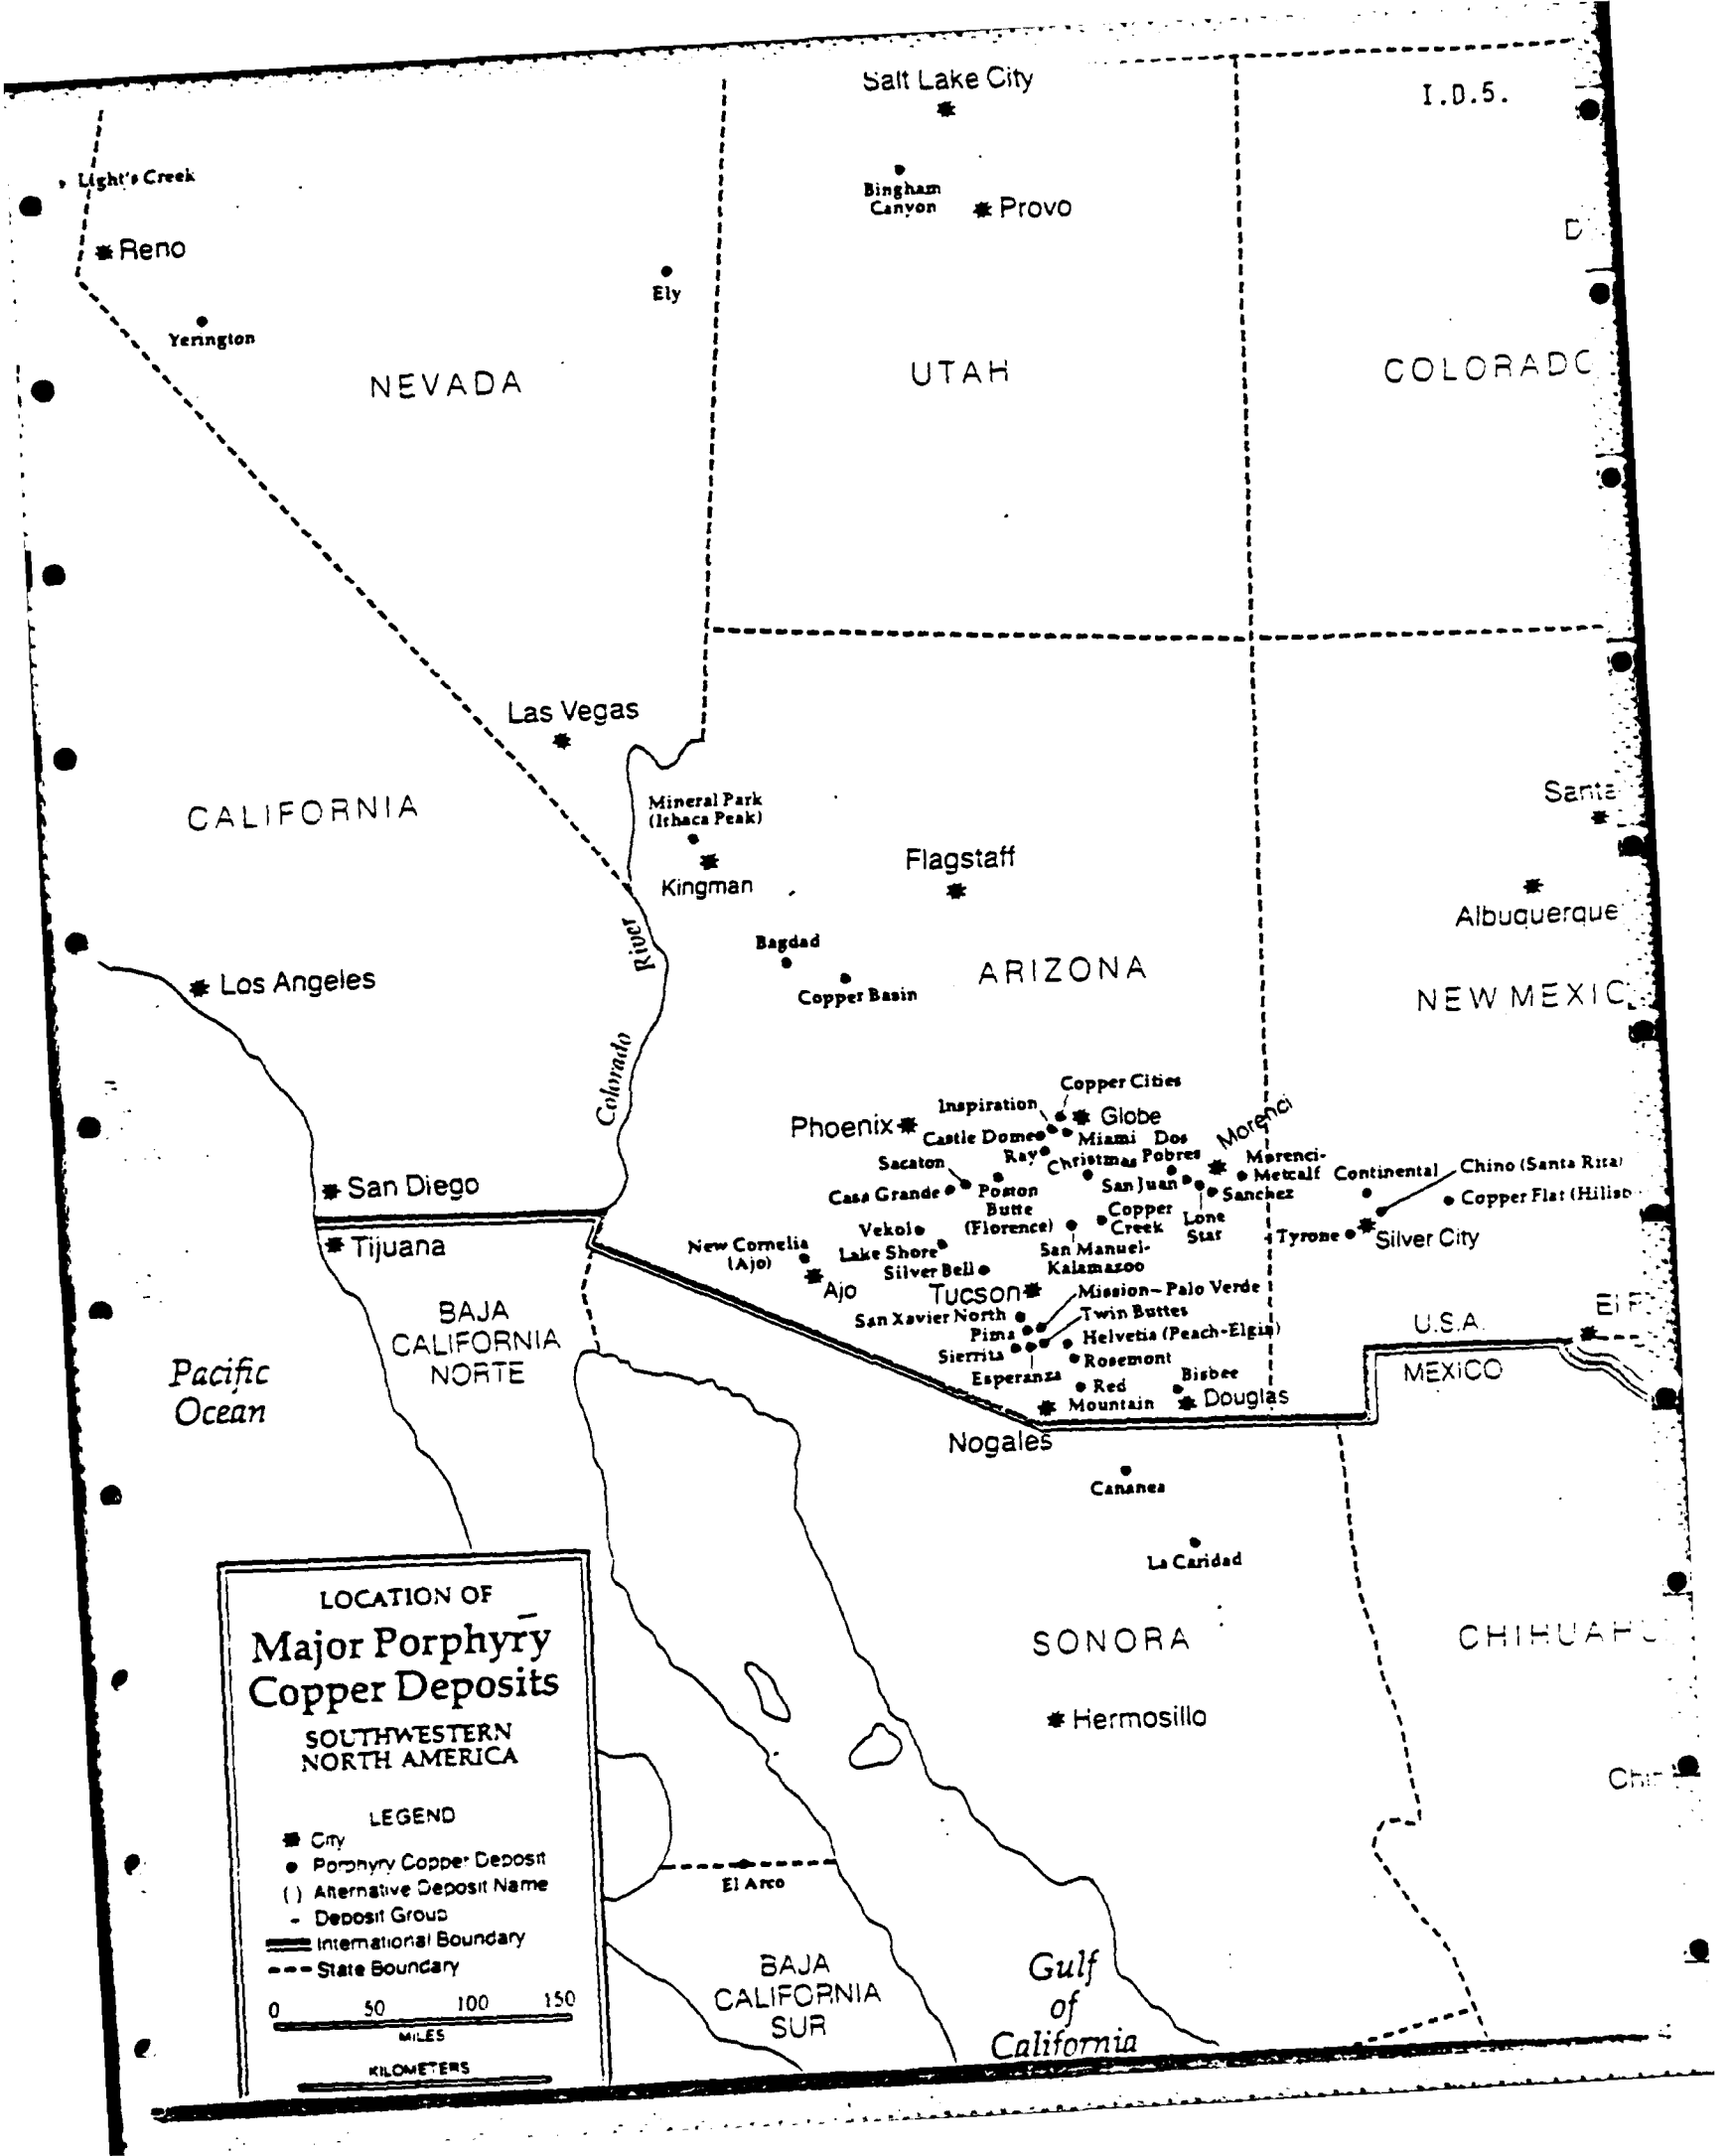 Salt Lake City
I.D.5.
Light's Creek
Bingham
Canyon
Provo
Reno
Ely
Yerington
NEVADA
UTAH
COLORADO
Las Vegas
CALIFORNIA
Mineral Park
(Ithaca Peak)
Kingman
Flagstaff
Santa
Albuquerque
River
Colorado
Bagdad
Copper Basin
ARIZONA
NEW MEXIC
Los Angeles
Copper Cities
Inspiration
Globe
Phoenix
Castle Dome
Miami
Dos
Pobres
Morenci
Ray
Christmas
Morenci-
Metcalf
Continental
Chino (Santa Rita)
Sacaton
San Juan
Sanchez
Copper Flat (Hillsb
Casa Grande
Poston
Butte
(Florence)
Copper
Creek
Lone
Star
San Diego
Tijuana
Vekol
New Cornelia
(Ajo)
Lake Shore
San Manuel-
Kalamazoo
Tyrone
Silver City
Silver Bell
Ajo
Tucson
Mission-Palo Verde
San Xavier North
Twin Buttes
Pima
Helvetia (Peach-Elgin)
Sierrita
Rosemont
Esperanza
Red
Mountain
Bisbee
Douglas
U.S.A.
MEXICO
El P
BAJA
CALIFORNIA
NORTE
Pacific
Ocean
Nogales
Cananea
La Caridad
SONORA
CHIHUAHU
Hermosillo
Chih
El Arco
BAJA
CALIFORNIA
SUR
Gulf
of
California
LOCATION OF
Major Porphyry
Copper Deposits
SOUTHWESTERN
NORTH AMERICA
LEGEND
City
Porphyry Copper Deposit
( ) Alternative Deposit Name
- Deposit Group
International Boundary
State Boundary
0 50 100 150
MILES
KILOMETERS